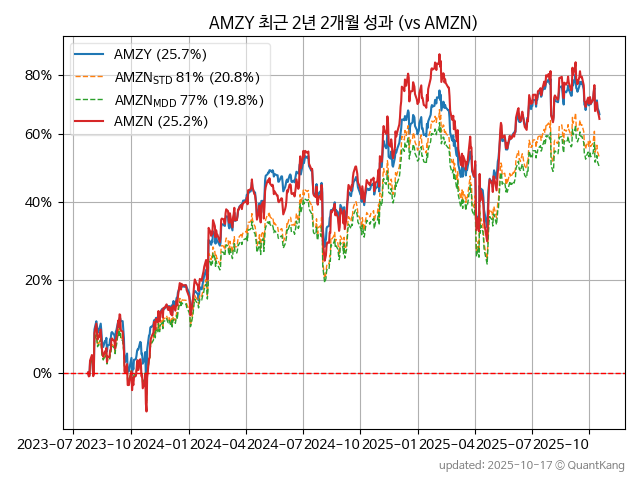 AMZY 최근 2년 2개월 성과 (vs AMZN)
AMZY (25.7%)
AMZN_STD 81% (20.8%)
AMZN_MDD 77% (19.8%)
AMZN (25.2%)
80%
60%
40%
20%
0%
2023-07 2023-10 2024-01 2024-04 2024-07 2024-10 2025-01 2025-04 2025-07 2025-10
updated: 2025-10-17 © QuantKang